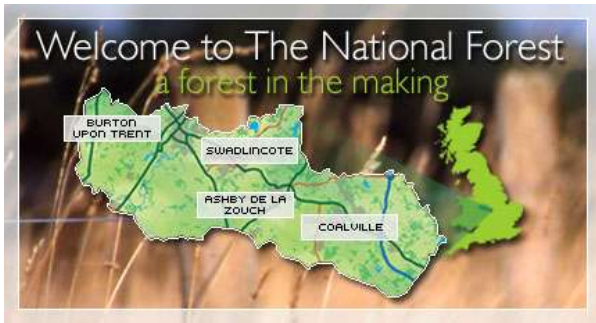 Welcome to The National Forest
a forest in the making
BURTON
UPON TRENT
SWADLINCOTE
ASHBY DE LA
ZOUCH
COALVILLE